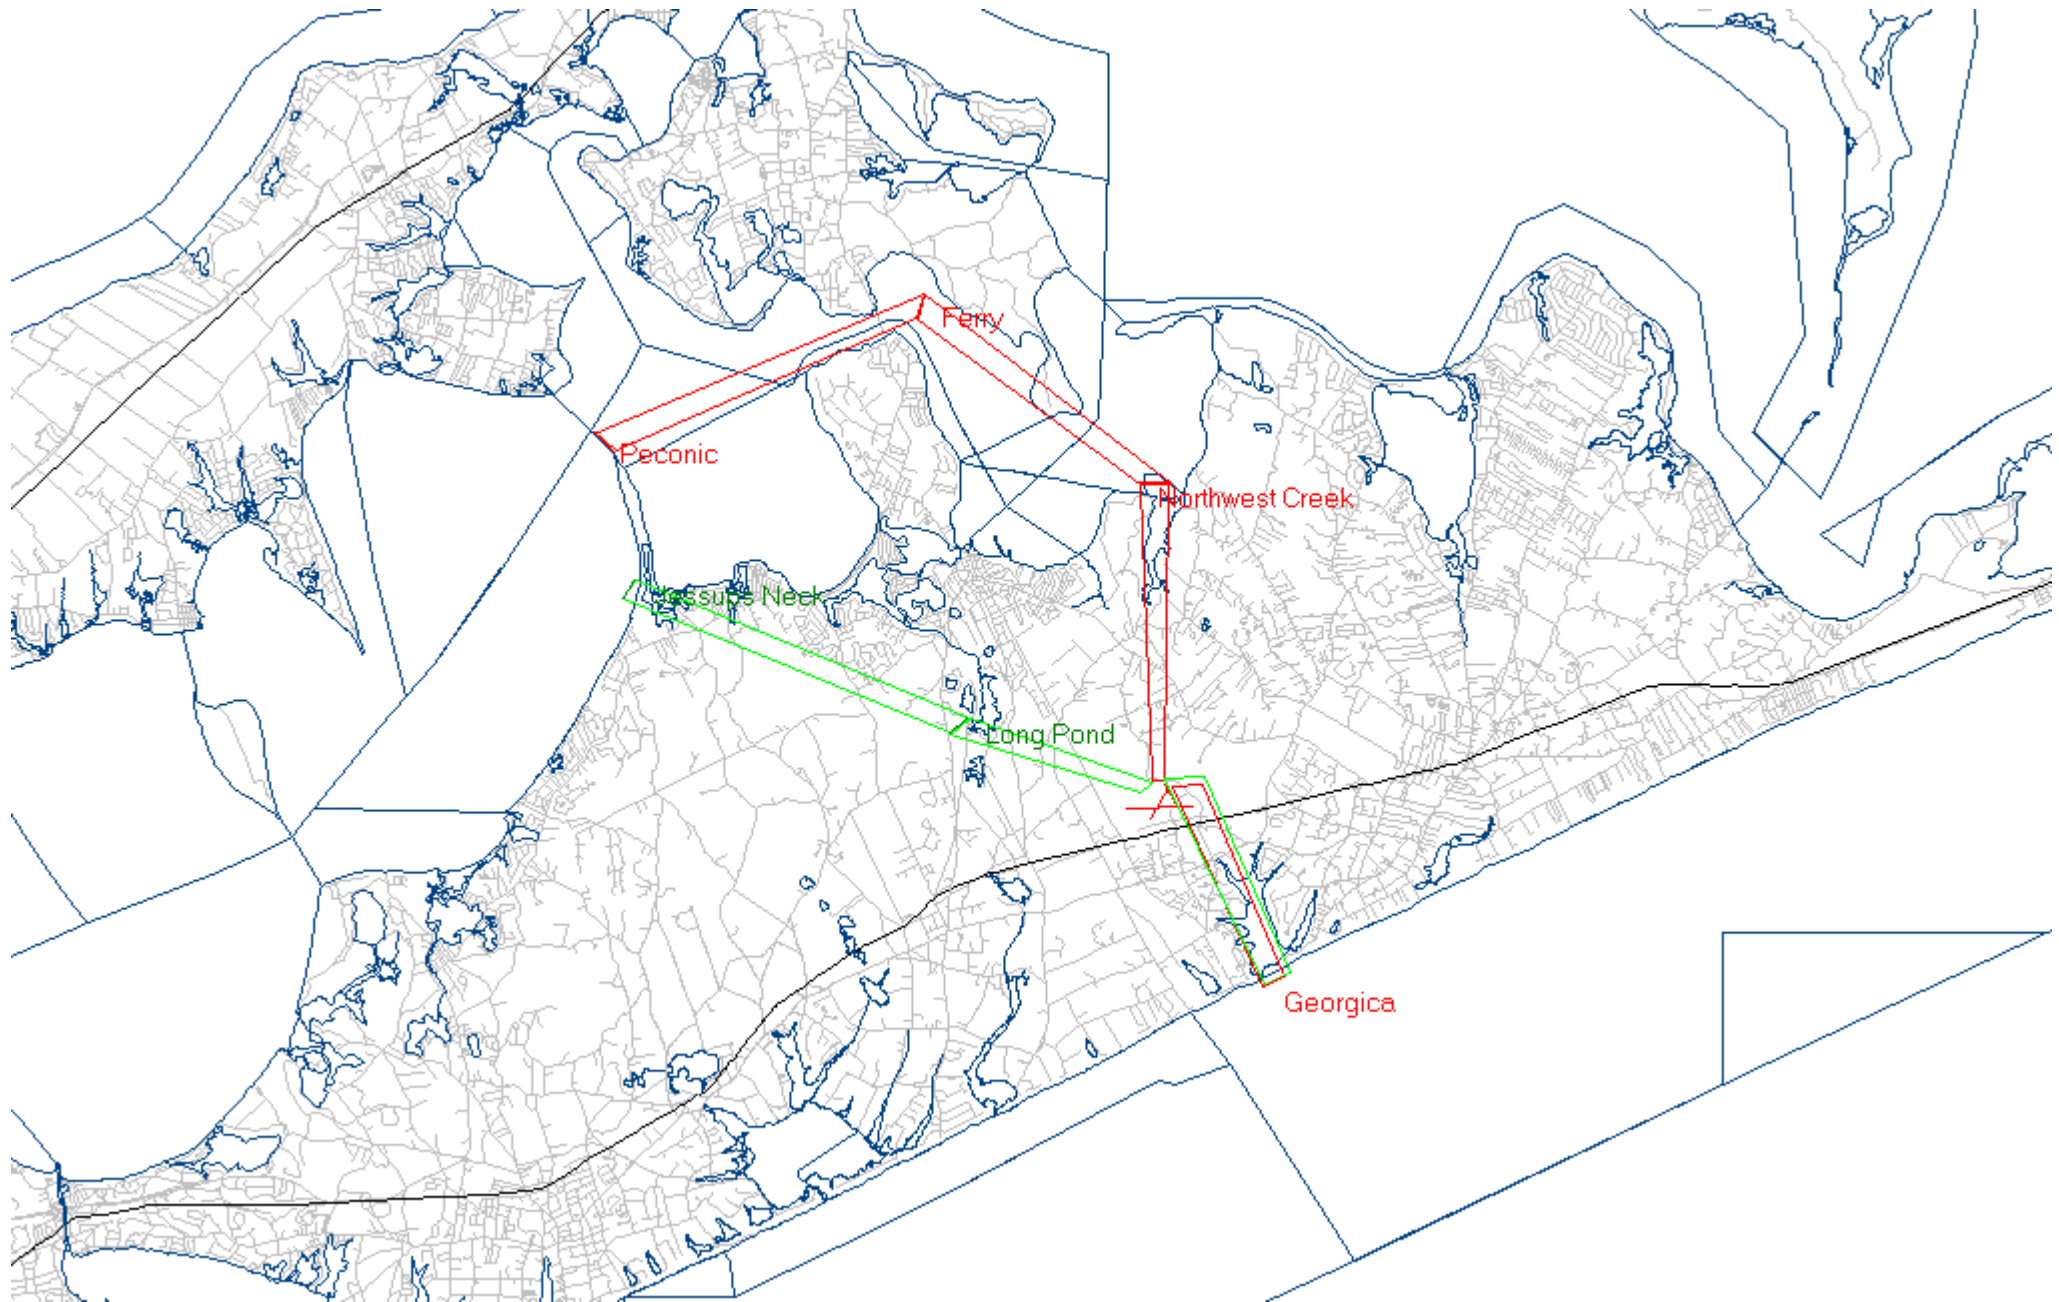 Ferry
Peconic
Northwest Creek
Jessups Neck
Long Pond
Georgica